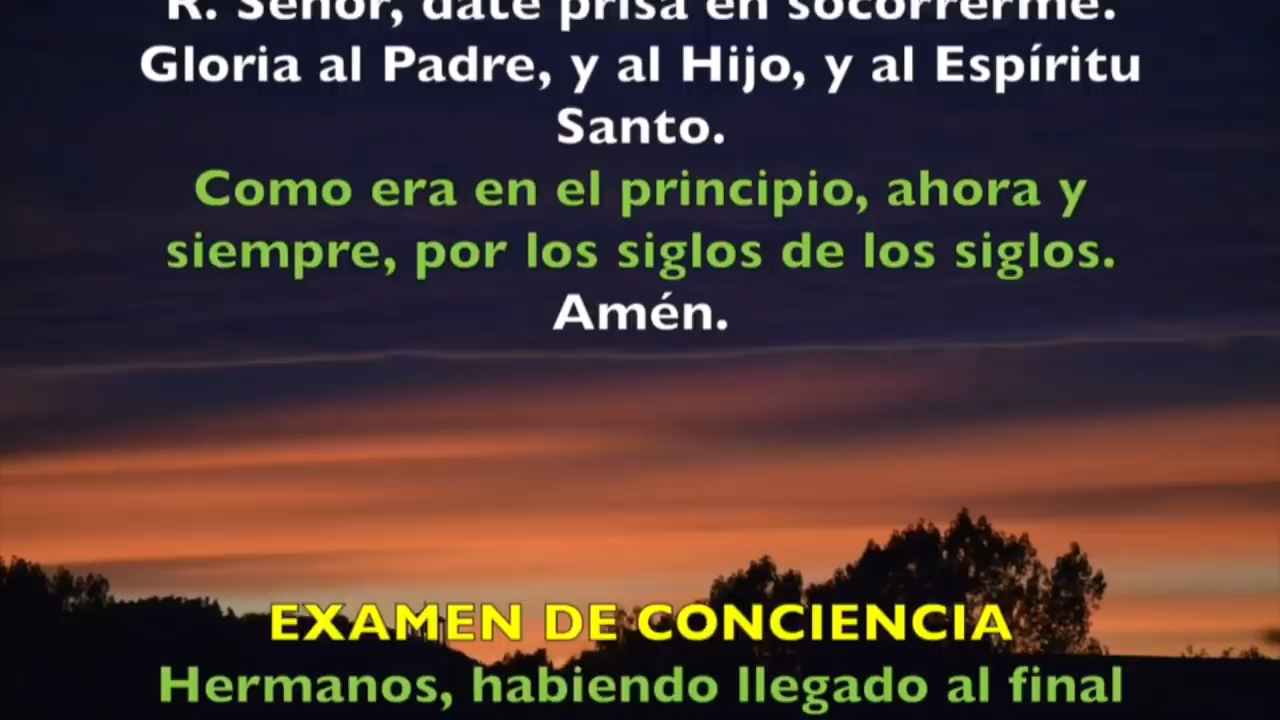 R. Señor, date prisa en socorrerme.
Gloria al Padre, y al Hijo, y al Espíritu
Santo.
Como era en el principio, ahora y
siempre, por los siglos de los siglos.
Amén.
EXAMEN DE CONCIENCIA
Hermanos, habiendo llegado al final